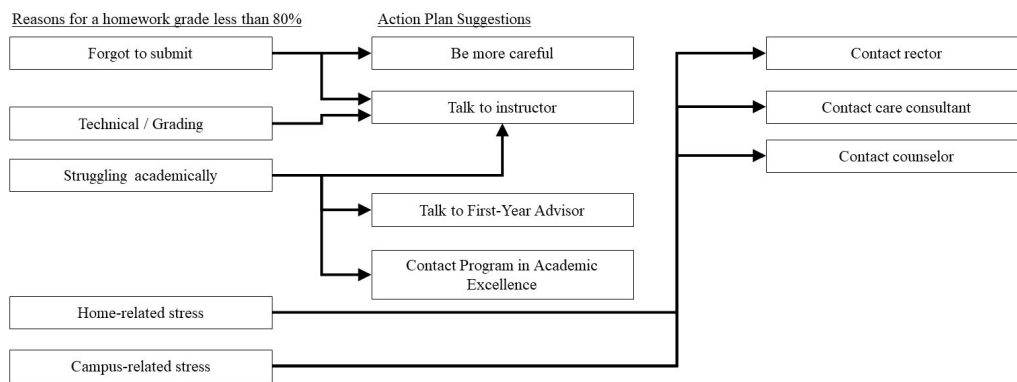 Reasons for a homework grade less than 80%
Action Plan Suggestions
Forgot to submit
Be more careful
Contact rector
Technical / Grading
Talk to instructor
Contact care consultant
Struggling academically
Contact counselor
Talk to First-Year Advisor
Contact Program in Academic
Excellence
Home-related stress
Campus-related stress